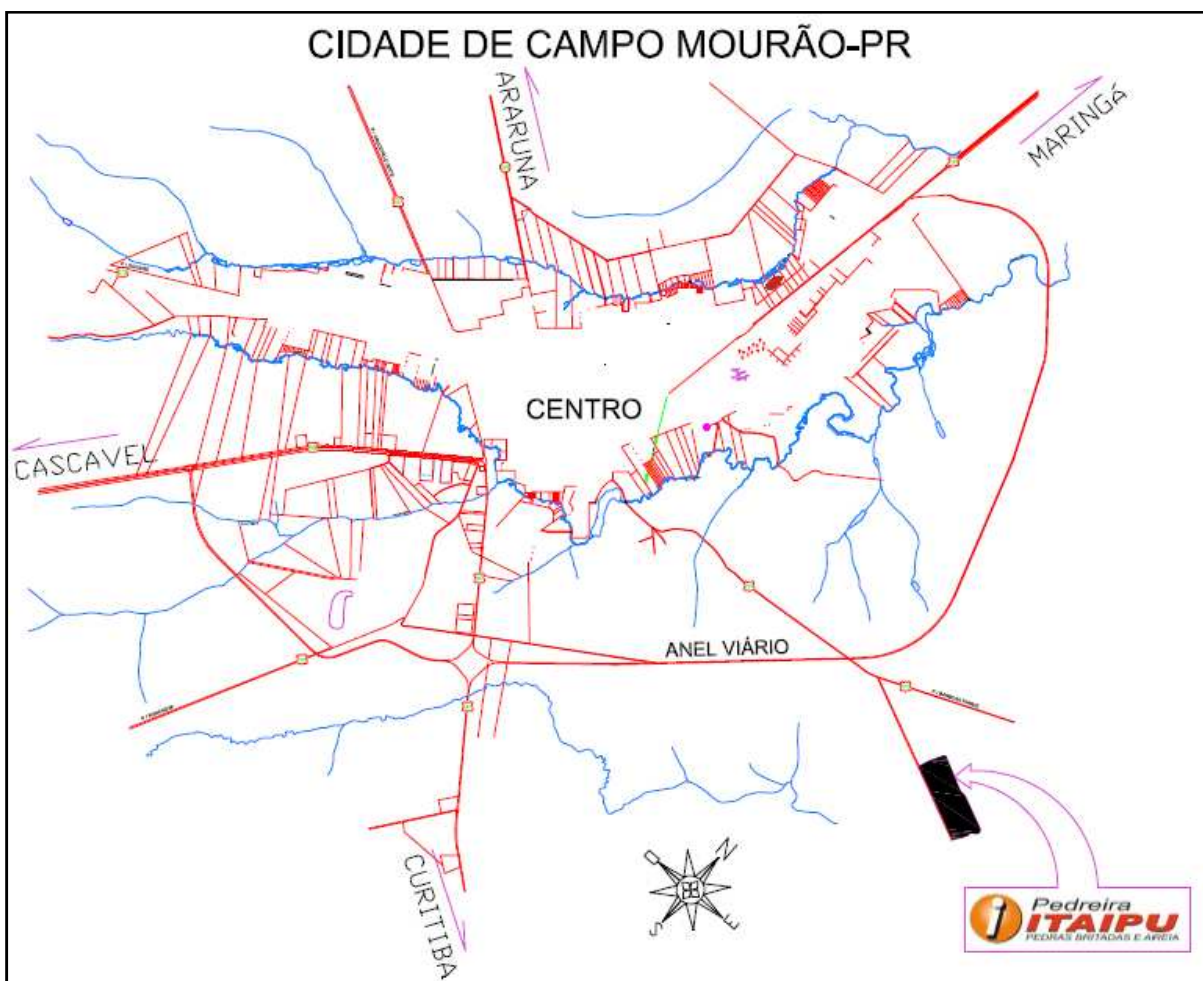 CIDADE DE CAMPO MOURÃO-PR
ARARUNA
MARINGÁ
CENTRO
CASCAVEL
ANEL VIÁRIO
CURITIBA
N
O
S
E
Pedreira
ITAIPU
PEDRAS BRITADAS E AREIA